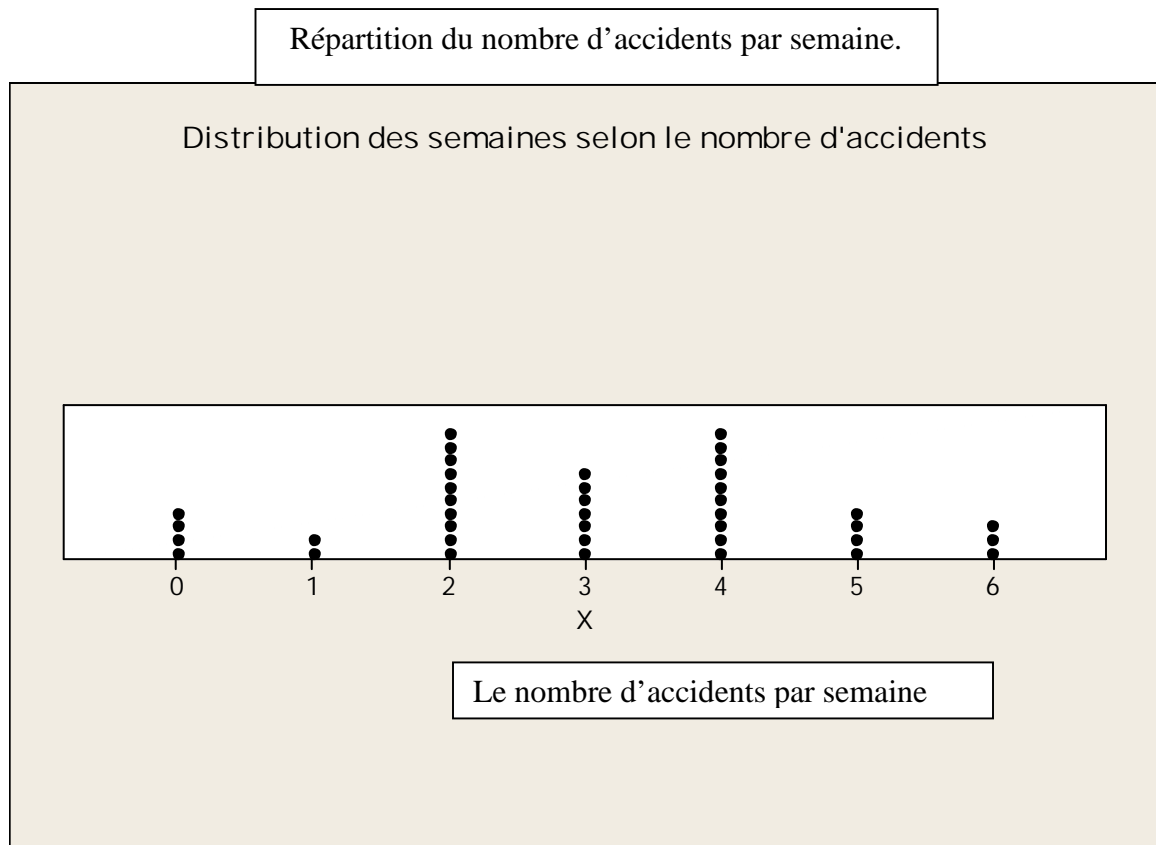 Répartition du nombre d’accidents par semaine.
Distribution des semaines selon le nombre d'accidents
0 1 2 3 4 5 6
X
Le nombre d’accidents par semaine